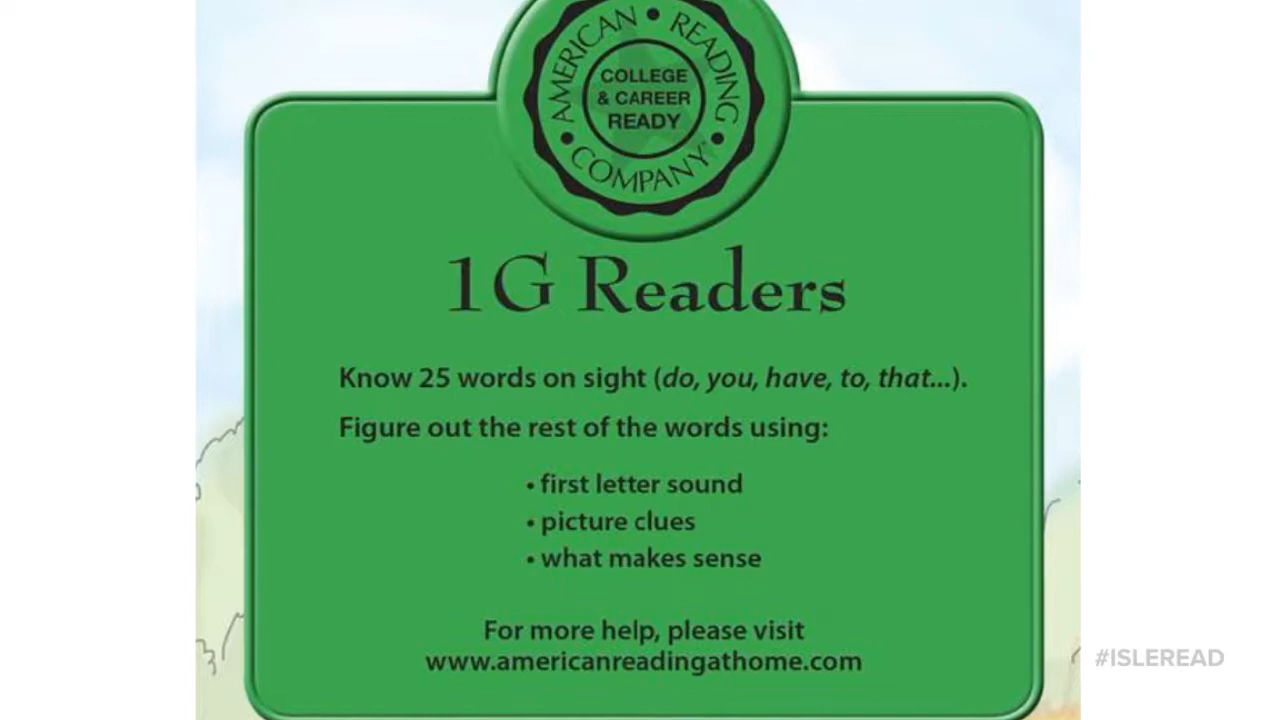 AMERICAN • READING
COLLEGE
& CAREER
READY
• COMPANY •
1G Readers
Know 25 words on sight (do, you, have, to, that...).
Figure out the rest of the words using:
• first letter sound
• picture clues
• what makes sense
For more help, please visit
www.americanreadingathome.com
#ISLEREAD